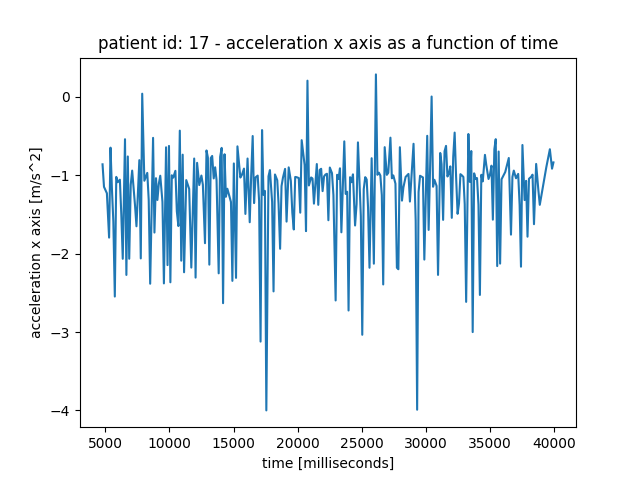 patient id: 17 - acceleration x axis as a function of time
acceleration x axis [m/s^2]
0
−1
−2
−3
−4
5000 10000 15000 20000 25000 30000 35000 40000
time [milliseconds]